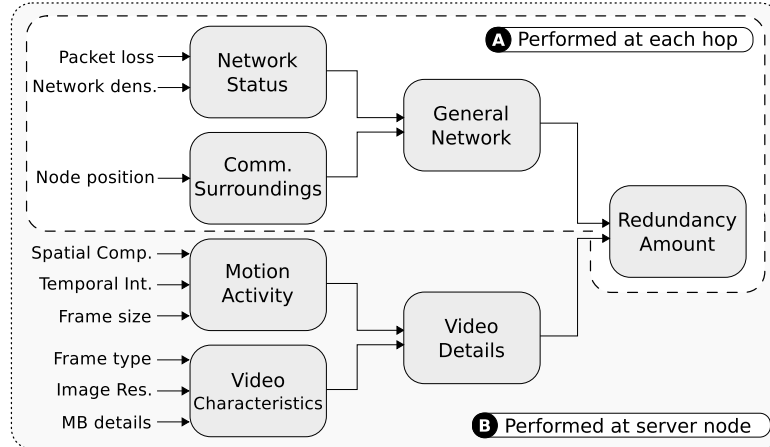 A Performed at each hop
Packet loss
Network dens.
Network
Status
General
Network
Node position
Comm.
Surroundings
Redundancy
Amount
Spatial Comp.
Temporal Int.
Frame size
Motion
Activity
Video
Details
Frame type
Image Res.
MB details
Video
Characteristics
B Performed at server node